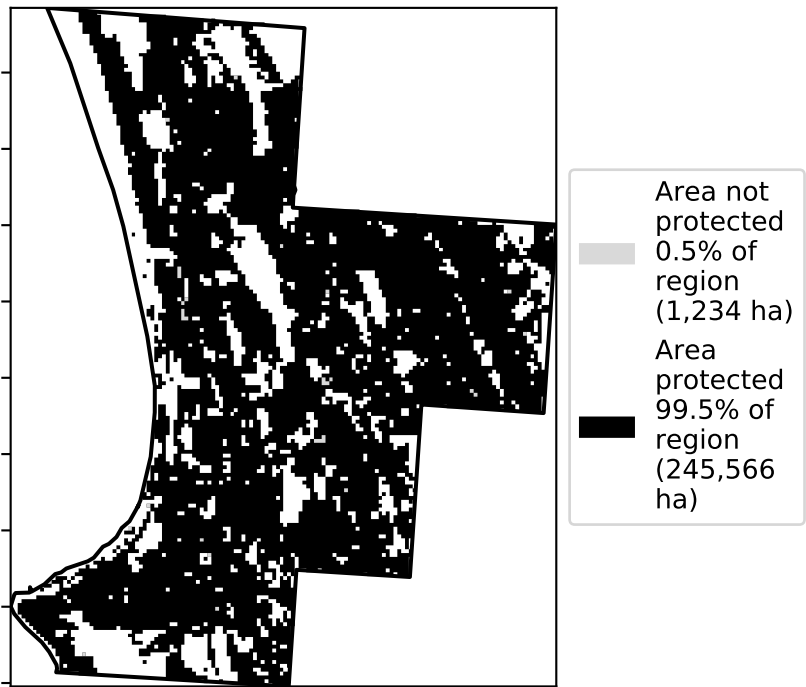 Area not
protected
0.5% of
region
(1,234 ha)
Area
protected
99.5% of
region
(245,566
ha)